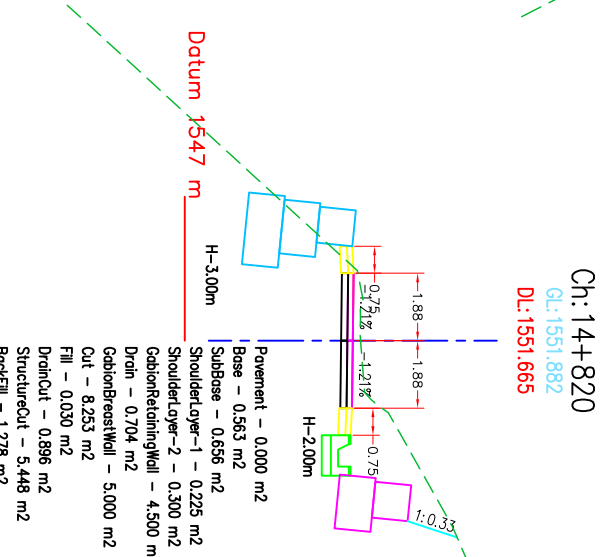 Ch:14+820
GL:1551.882
DL:1551.665
1.88
1.88
0.75
0.75
-1.21%
-1.21%
1:0.33
H-3.00m
H-2.00m
Datum 1547 m
Pavement - 0.000 m2
Base - 0.563 m2
SubBase - 0.656 m2
ShoulderLayer-1 - 0.225 m2
ShoulderLayer-2 - 0.300 m2
GabionRetainingWall - 4.500 m
Drain - 0.704 m2
GabionBreastWall - 5.000 m2
Cut - 8.253 m2
Fill - 0.030 m2
DrainCut - 0.896 m2
StructureCut - 5.448 m2
BackFill - 1.278 m2